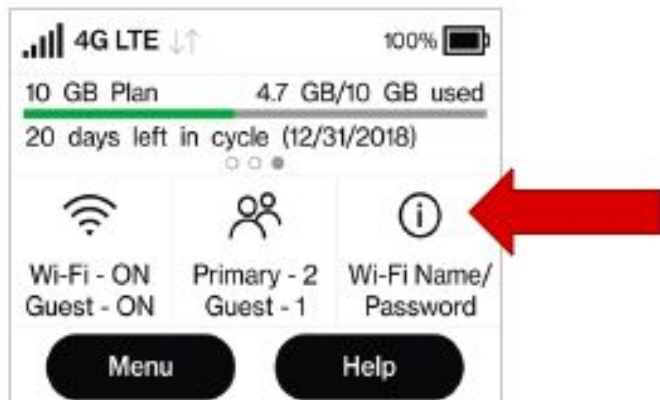 4G LTE 100%
10 GB Plan 4.7 GB/10 GB used
20 days left in cycle (12/31/2018)
Wi-Fi - ON Primary - 2 Wi-Fi Name/
Guest - ON Guest - 1 Password
Menu Help